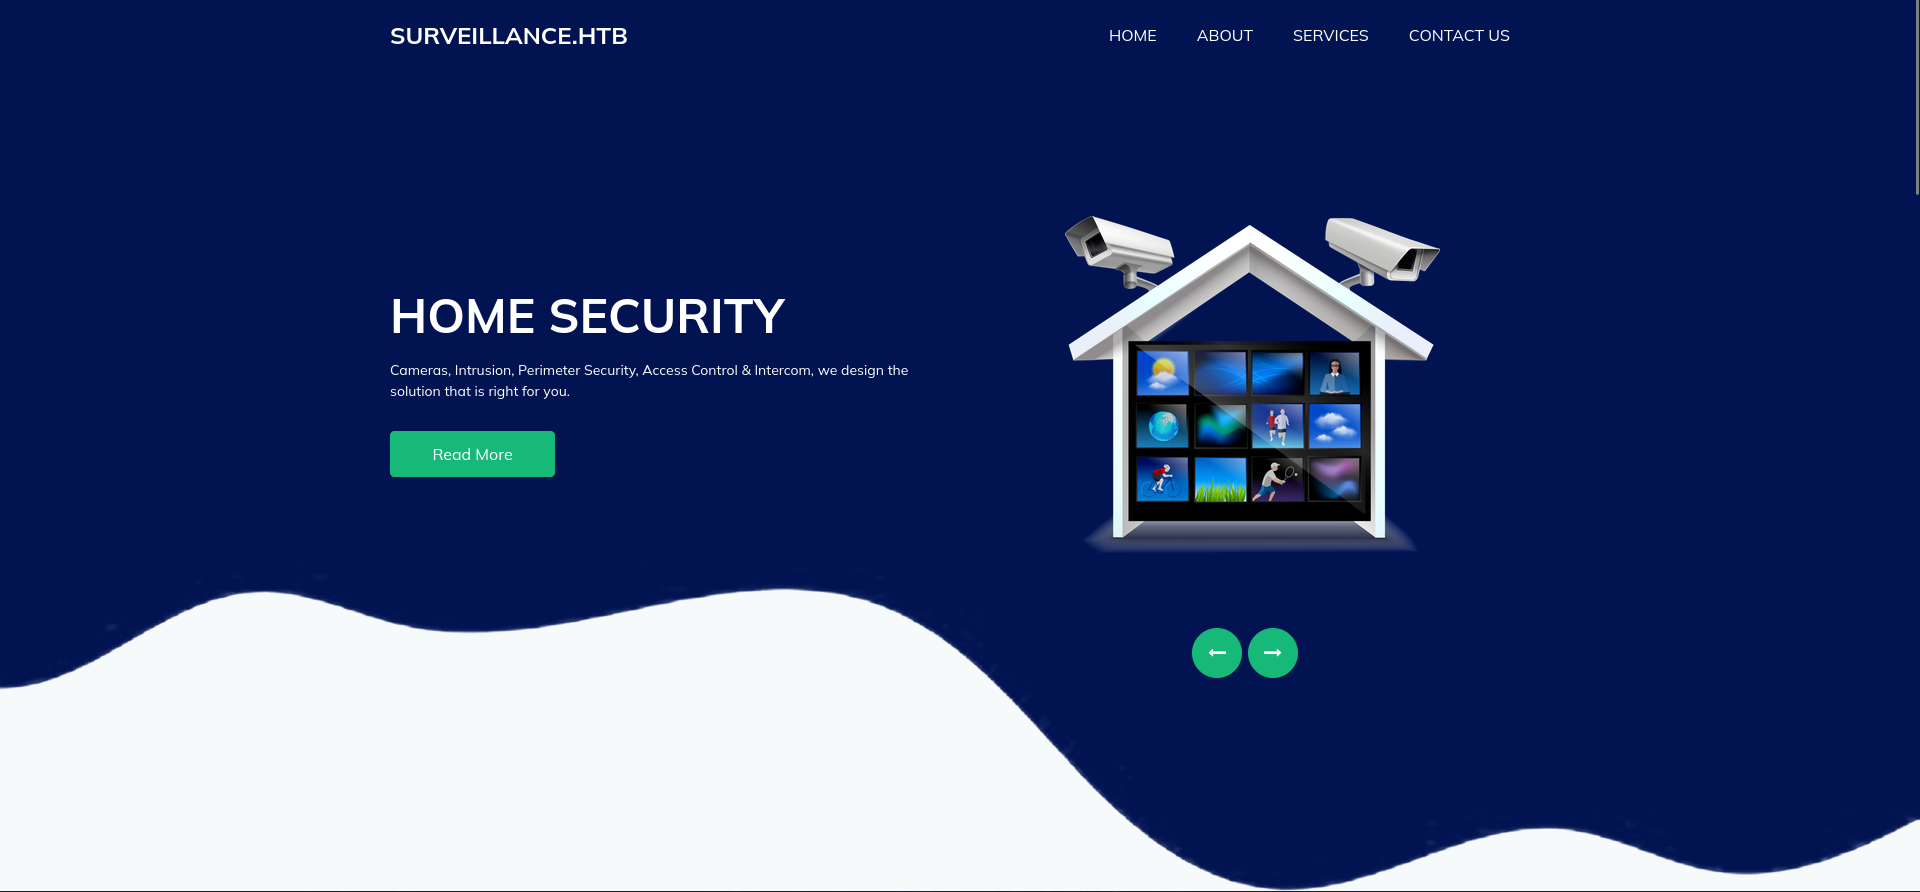 SURVEILLANCE.HTB
HOME ABOUT SERVICES CONTACT US
HOME SECURITY
Cameras, Intrusion, Perimeter Security, Access Control & Intercom, we design the
solution that is right for you.
Read More